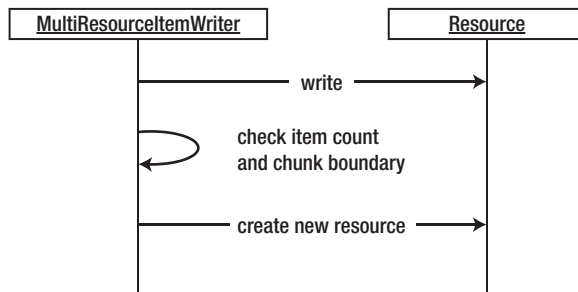 MultiResourceItemWriter
Resource
write
check item count
and chunk boundary
create new resource